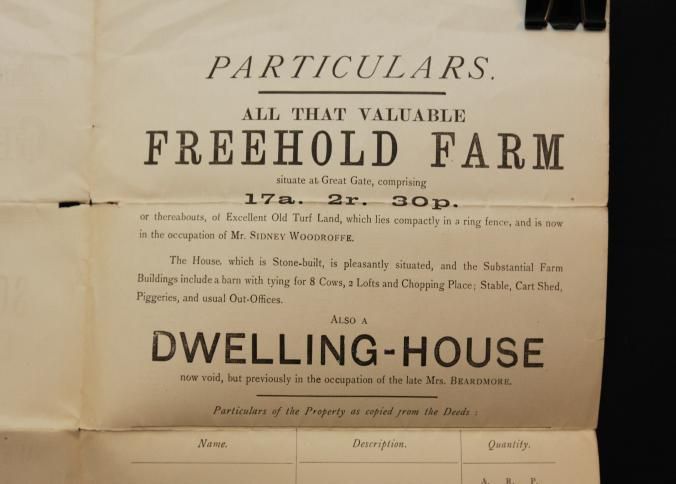 PARTICULARS.
ALL THAT VALUABLE
FREEHOLD FARM
situate at Great Gate, comprising
17a. 2r. 30p.
or thereabouts, of Excellent Old Turf Land, which lies compactly in a ring fence, and is now
in the occupation of Mr. SIDNEY WOODROFFE.
The House, which is Stone-built, is pleasantly situated, and the Substantial Farm
Buildings include a barn with tying for 8 Cows, 2 Lofts and Chopping Place; Stable, Cart Shed,
Piggeries, and usual Out-Offices.
ALSO A
DWELLING-HOUSE
now void, but previously in the occupation of the late Mrs. BEARDMORE.
Particulars of the Property as copied from the Deeds :
Name. Description. Quantity.
A. R. P.